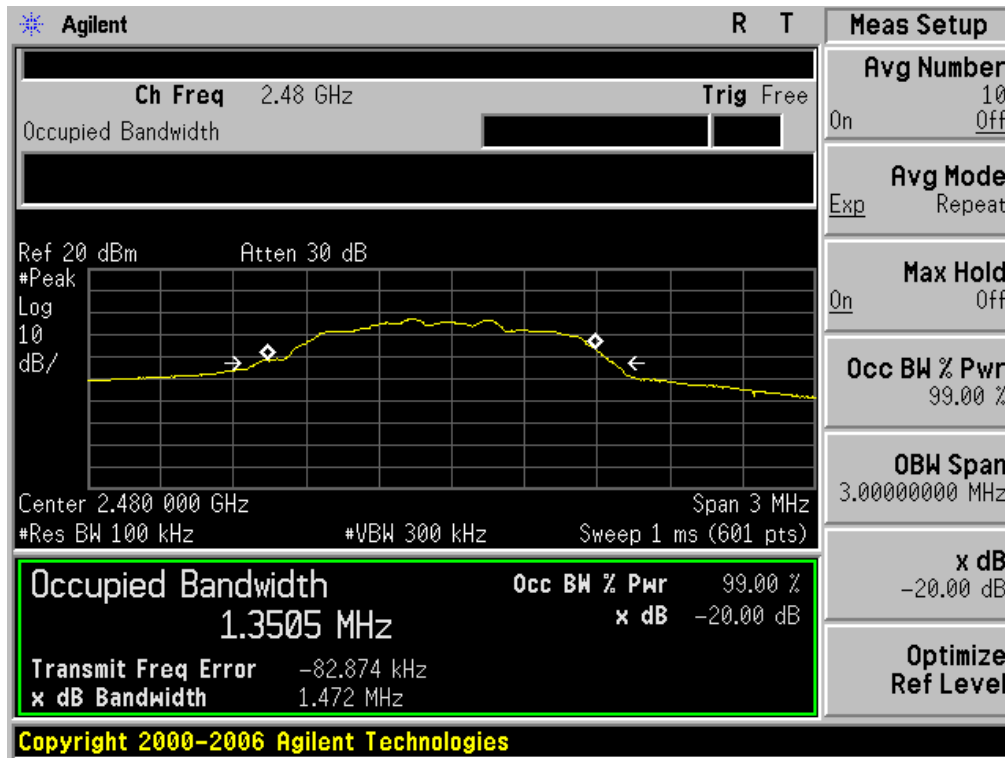 Agilent R T
Ch Freq 2.48 GHz Trig Free
Occupied Bandwidth
Ref 20 dBm Atten 30 dB
#Peak
Log
10
dB/
Center 2.480 000 GHz Span 3 MHz
#Res BW 100 kHz #VBW 300 kHz Sweep 1 ms (601 pts)
Occupied Bandwidth Occ BW % Pwr 99.00 %
1.3505 MHz x dB -20.00 dB
Transmit Freq Error -82.874 kHz
x dB Bandwidth 1.472 MHz
Copyright 2000-2006 Agilent Technologies
Meas Setup
Avg Number
10
On Off
Avg Mode
Exp Repeat
Max Hold
On Off
Occ BW % Pwr
99.00 %
OBW Span
3.00000000 MHz
x dB
-20.00 dB
Optimize
Ref Level